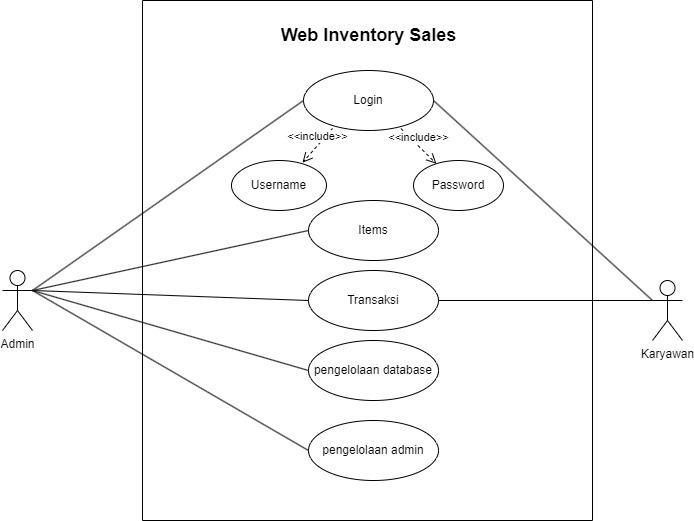 Web Inventory Sales
Login
<<include>>
<<include>>
Username
Password
Items
Transaksi
Admin
Karyawan
pengelolaan database
pengelolaan admin